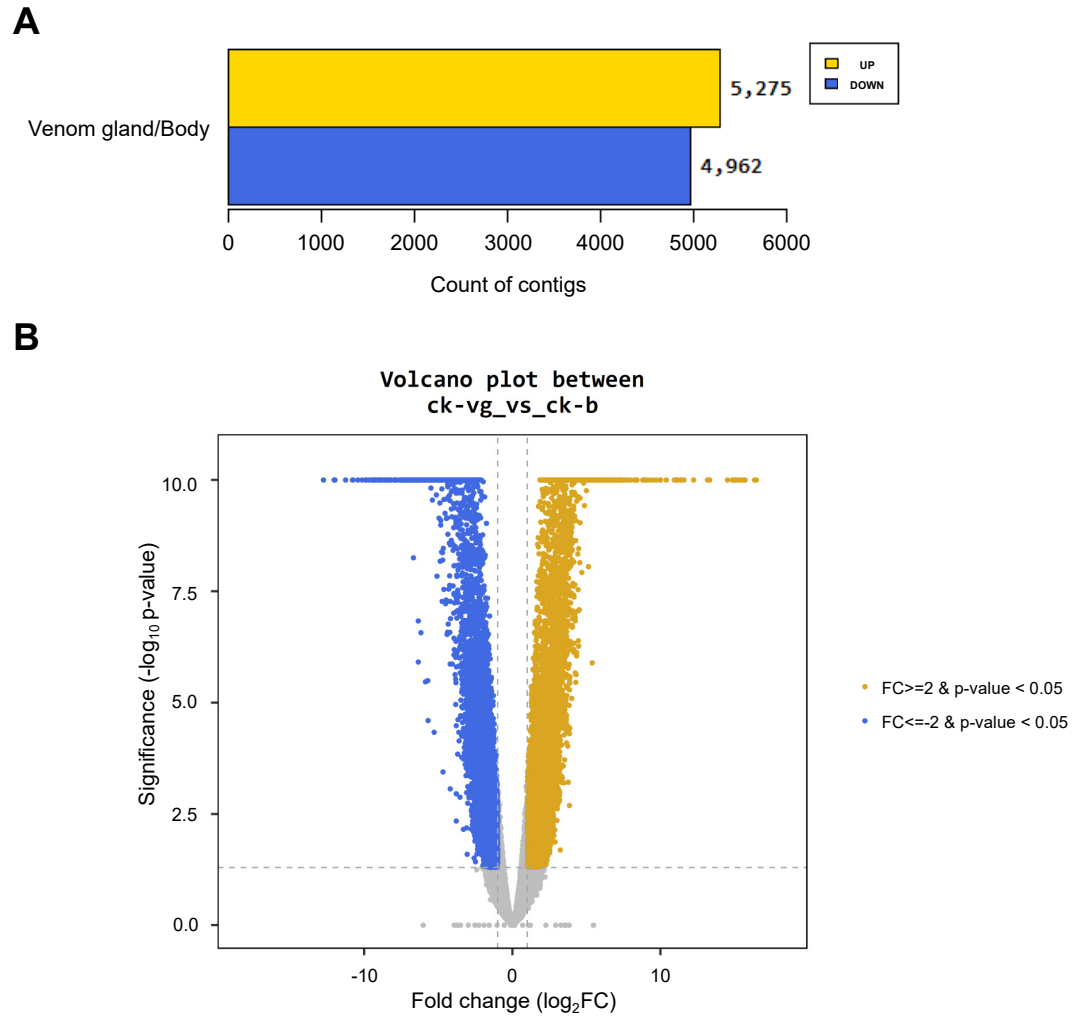 A
UP
DOWN
5,275
Venom gland/Body
4,962
0 1000 2000 3000 4000 5000 6000
Count of contigs
B
Volcano plot between
ck-vg_vs_ck-b
10.0
7.5
5.0
2.5
0.0
Significance (-log₁₀ p-value)
FC>=2 & p-value < 0.05
FC<=-2 & p-value < 0.05
-10 0 10
Fold change (log₂FC)